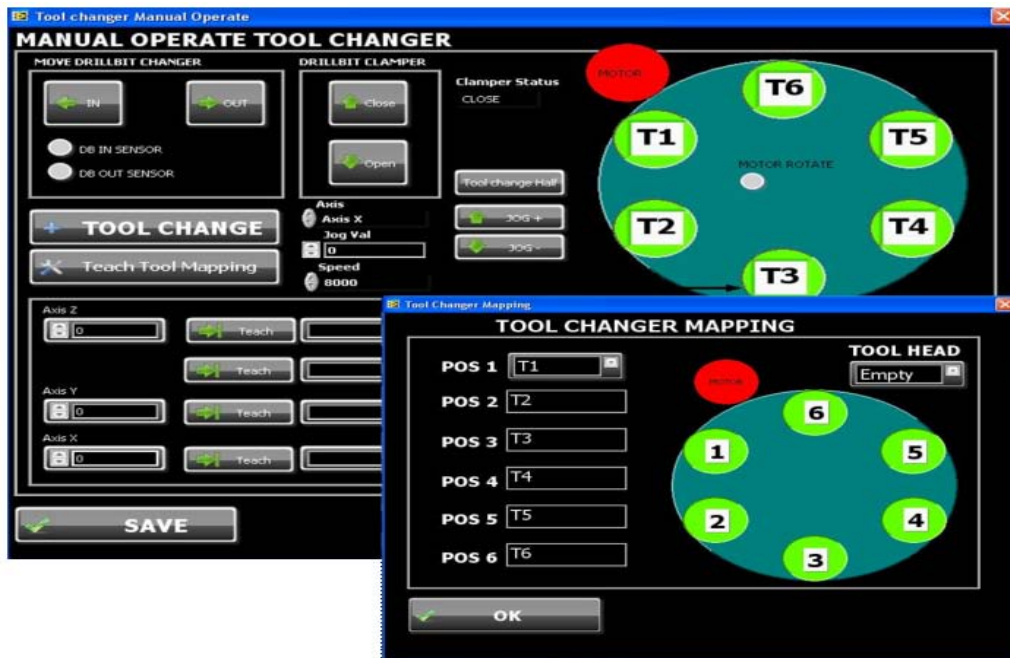 Tool changer Manual Operate
MANUAL OPERATE TOOL CHANGER
MOVE DRILLBIT CHANGER
IN
OUT
DB IN SENSOR
DB OUT SENSOR
DRILLBIT CLAMPER
Close
Open
Clamper Status
CLOSE
Tool change Half
JOG +
JOG -
Axis
Axis X
Jog Val
0
Speed
8000
TOOL CHANGE
Teach Tool Mapping
MOTOR
T6
T1
T5
MOTOR ROTATE
T2
T4
T3
Axis Z
0
Teach
Teach
Axis Y
0
Teach
Axis X
0
Teach
SAVE
Tool Changer Mapping
TOOL CHANGER MAPPING
POS 1 T1
POS 2 T2
POS 3 T3
POS 4 T4
POS 5 T5
POS 6 T6
TOOL HEAD
Empty
MOTOR
6
1
5
2
4
3
OK